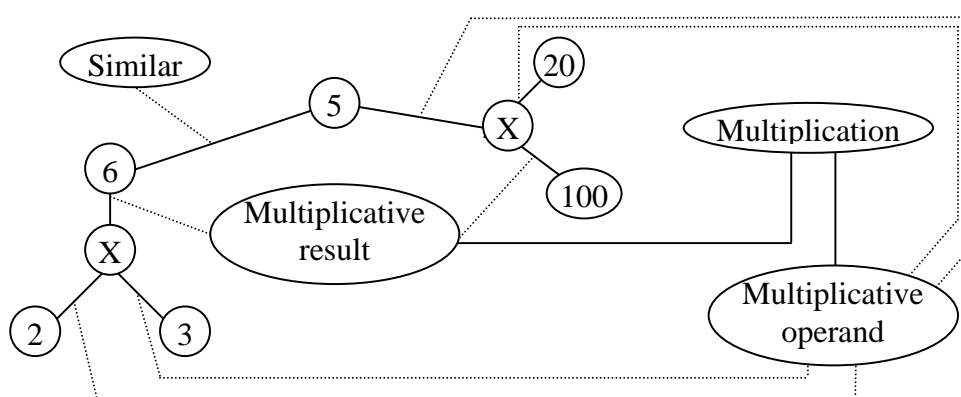 20
Similar
5
X
Multiplication
6
100
Multiplicative
result
X
Multiplicative
operand
2
3